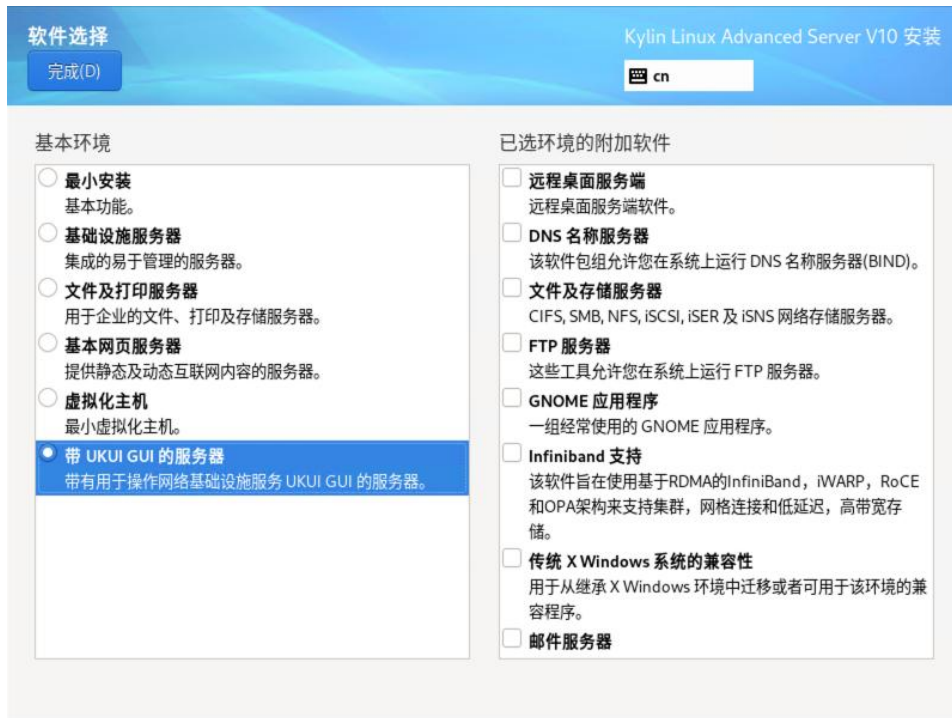 软件选择
Kylin Linux Advanced Server V10 安装
完成(D)
cn
基本环境
最小安装
基本功能。
基础设施服务器
集成的易于管理的服务器。
文件及打印服务器
用于企业的文件、打印及存储服务器。
基本网页服务器
提供静态及动态互联网内容的服务器。
虚拟化主机
最小虚拟化主机。
带 UKUI GUI 的服务器
带有用于操作网络基础设施服务 UKUI GUI 的服务器。
已选环境的附加软件
远程桌面服务端
远程桌面服务端软件。
DNS 名称服务器
该软件包组允许您在系统上运行 DNS 名称服务器(BIND)。
文件及存储服务器
CIFS, SMB, NFS, iSCSI, iSER 及 iSNS 网络存储服务器。
FTP 服务器
这些工具允许您在系统上运行 FTP 服务器。
GNOME 应用程序
一组经常使用的 GNOME 应用程序。
Infiniband 支持
该软件旨在使用基于RDMA的InfiniBand，iWARP，RoCE
和OPA架构来支持集群，网格连接和低延迟，高带宽存
储。
传统 X Windows 系统的兼容性
用于从继承 X Windows 环境中迁移或者可用于该环境的兼
容程序。
邮件服务器